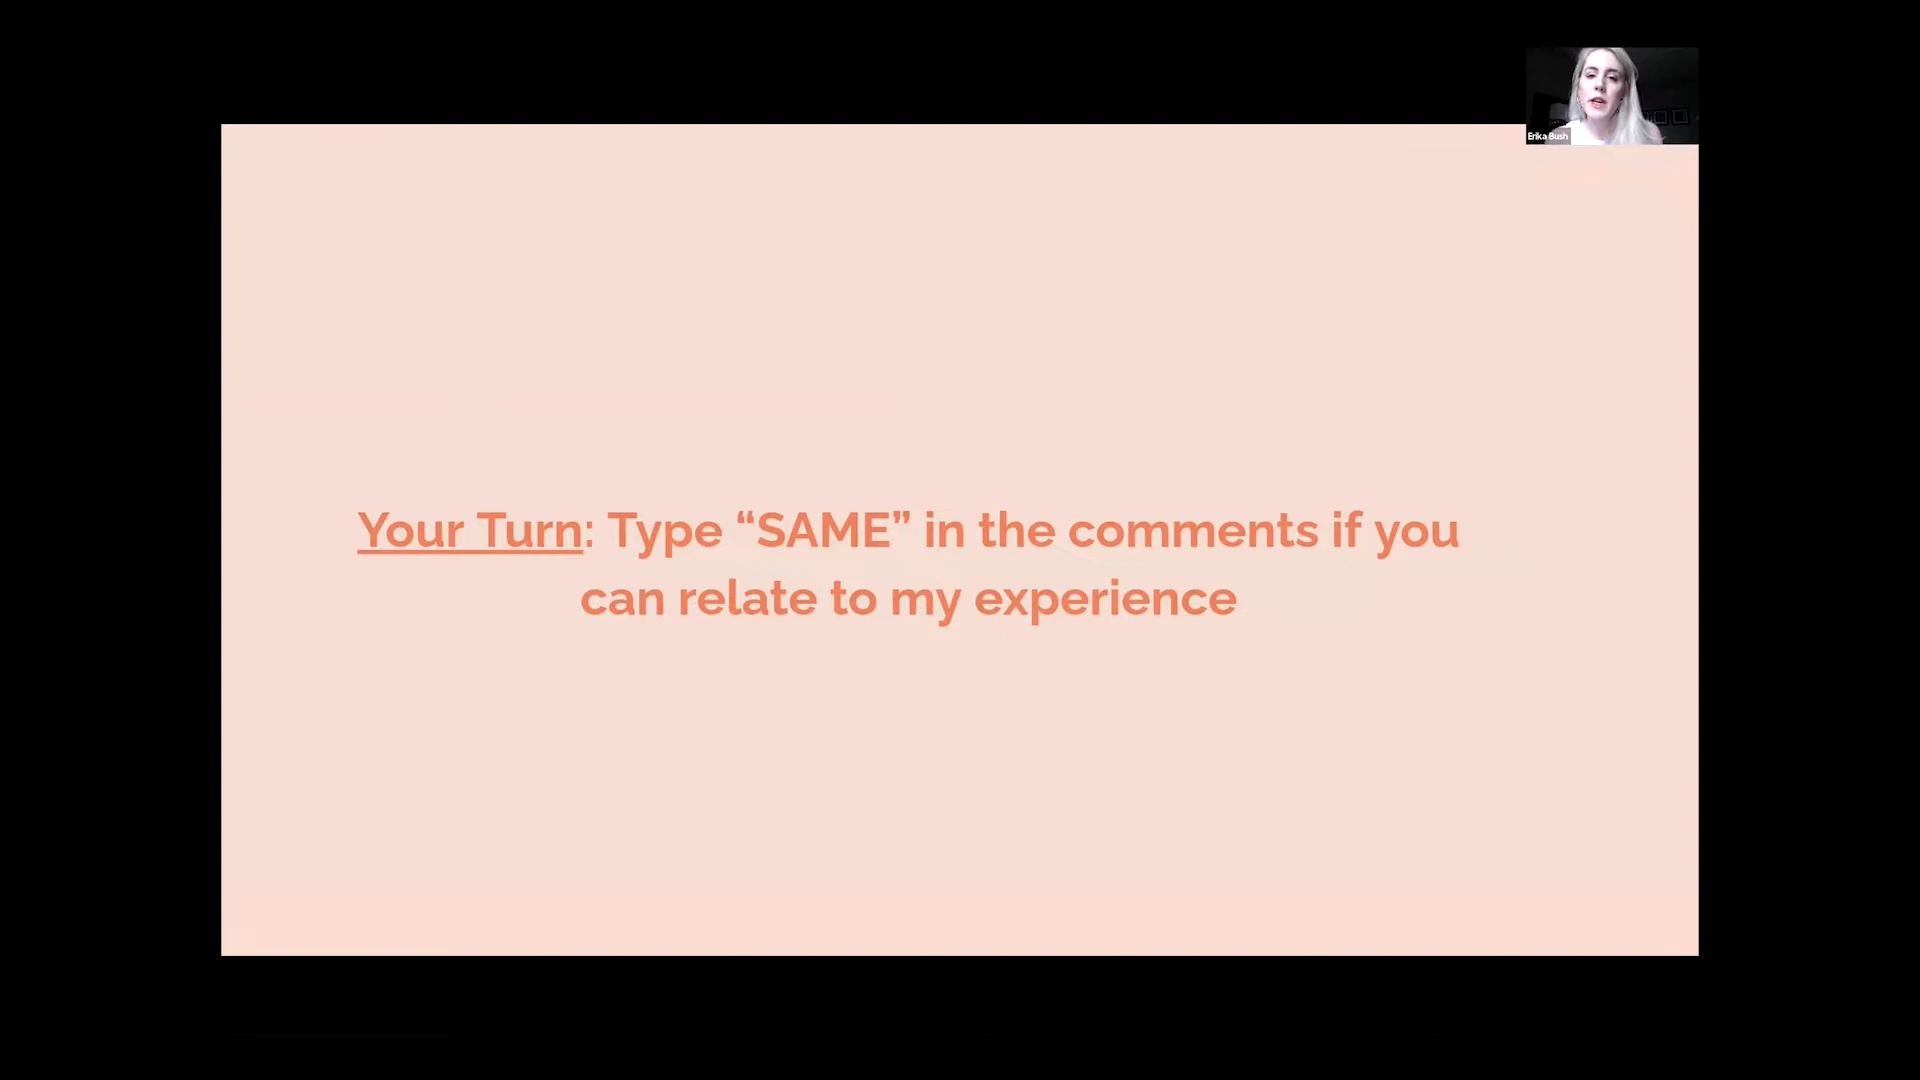 Erika Bush
Your Turn: Type “SAME” in the comments if you
can relate to my experience